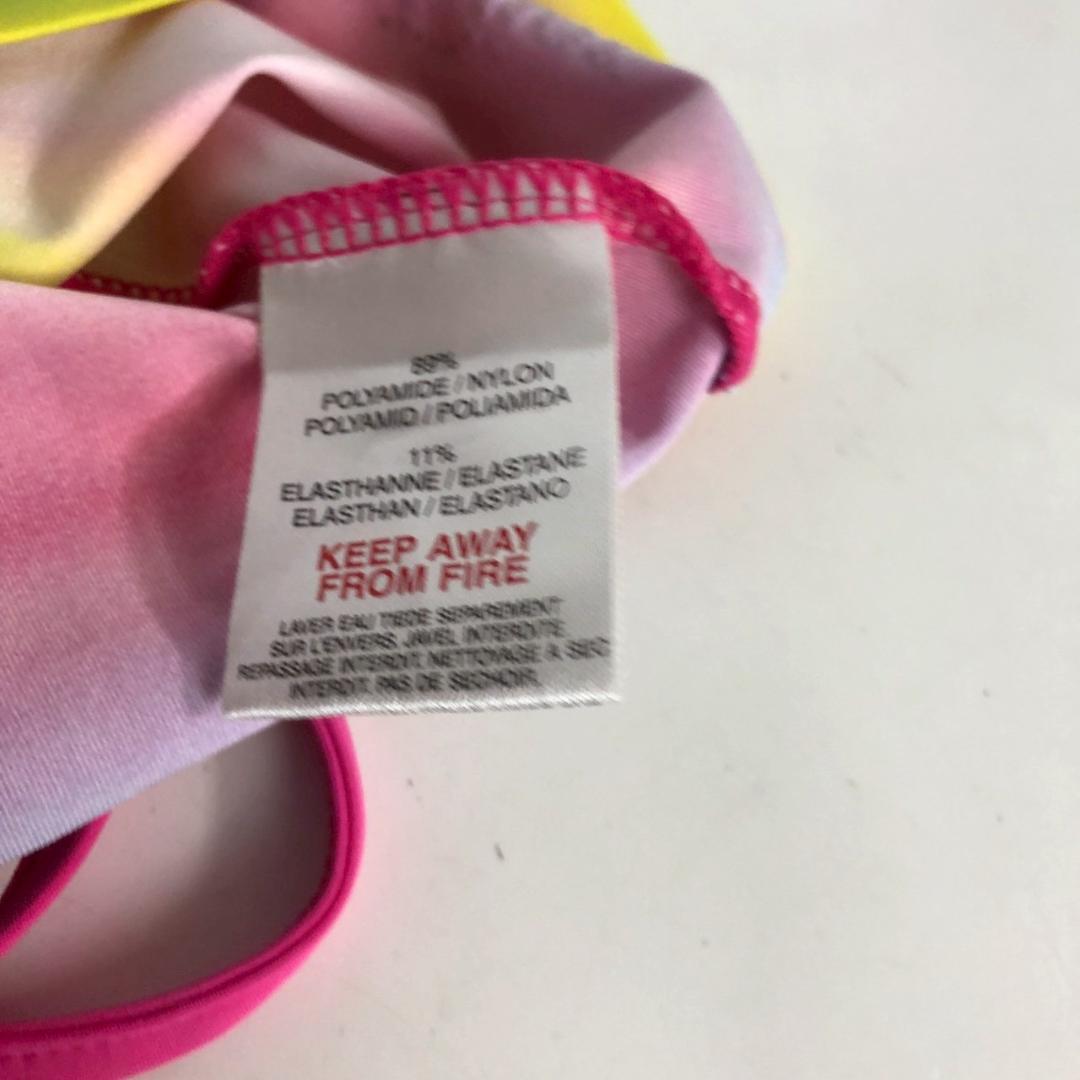 89%
POLYAMIDE / NYLON
POLYAMID / POLIAMIDA
11%
ELASTHANNE / ELASTANE
ELASTHAN / ELASTANO
KEEP AWAY
FROM FIRE
LAVER EAU TIEDE SEPAREMENT
SUR L'ENVERS, JAVEL INTERDITE,
REPASSAGE INTERDIT, NETTOYAGE A SEC
INTERDIT, PAS DE SECHOIR.